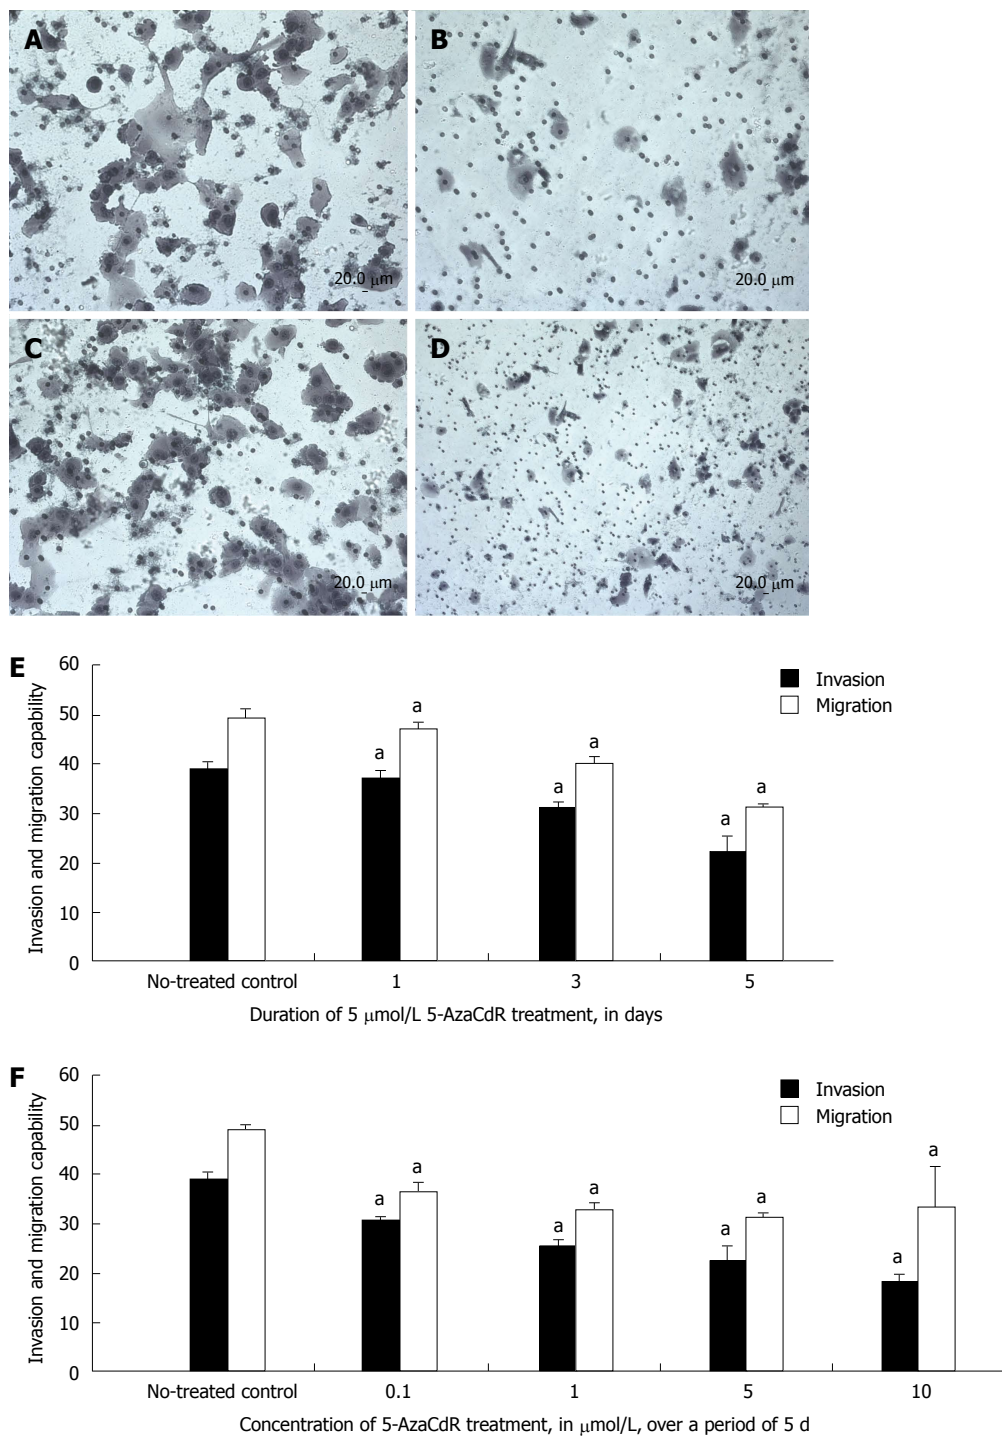 A
B
20.0 μm
20.0 μm
C
D
20.0 μm
20.0 μm
E
60
50
40
30
20
10
0
Invasion and migration capability
Invasion
Migration
a
a
a
a
a
a
No-treated control
1
3
5
Duration of 5 μmol/L 5-AzaCdR treatment, in days
F
60
50
40
30
20
10
0
Invasion and migration capability
Invasion
Migration
a
a
a
a
a
a
a
a
No-treated control
0.1
1
5
10
Concentration of 5-AzaCdR treatment, in μmol/L, over a period of 5 d